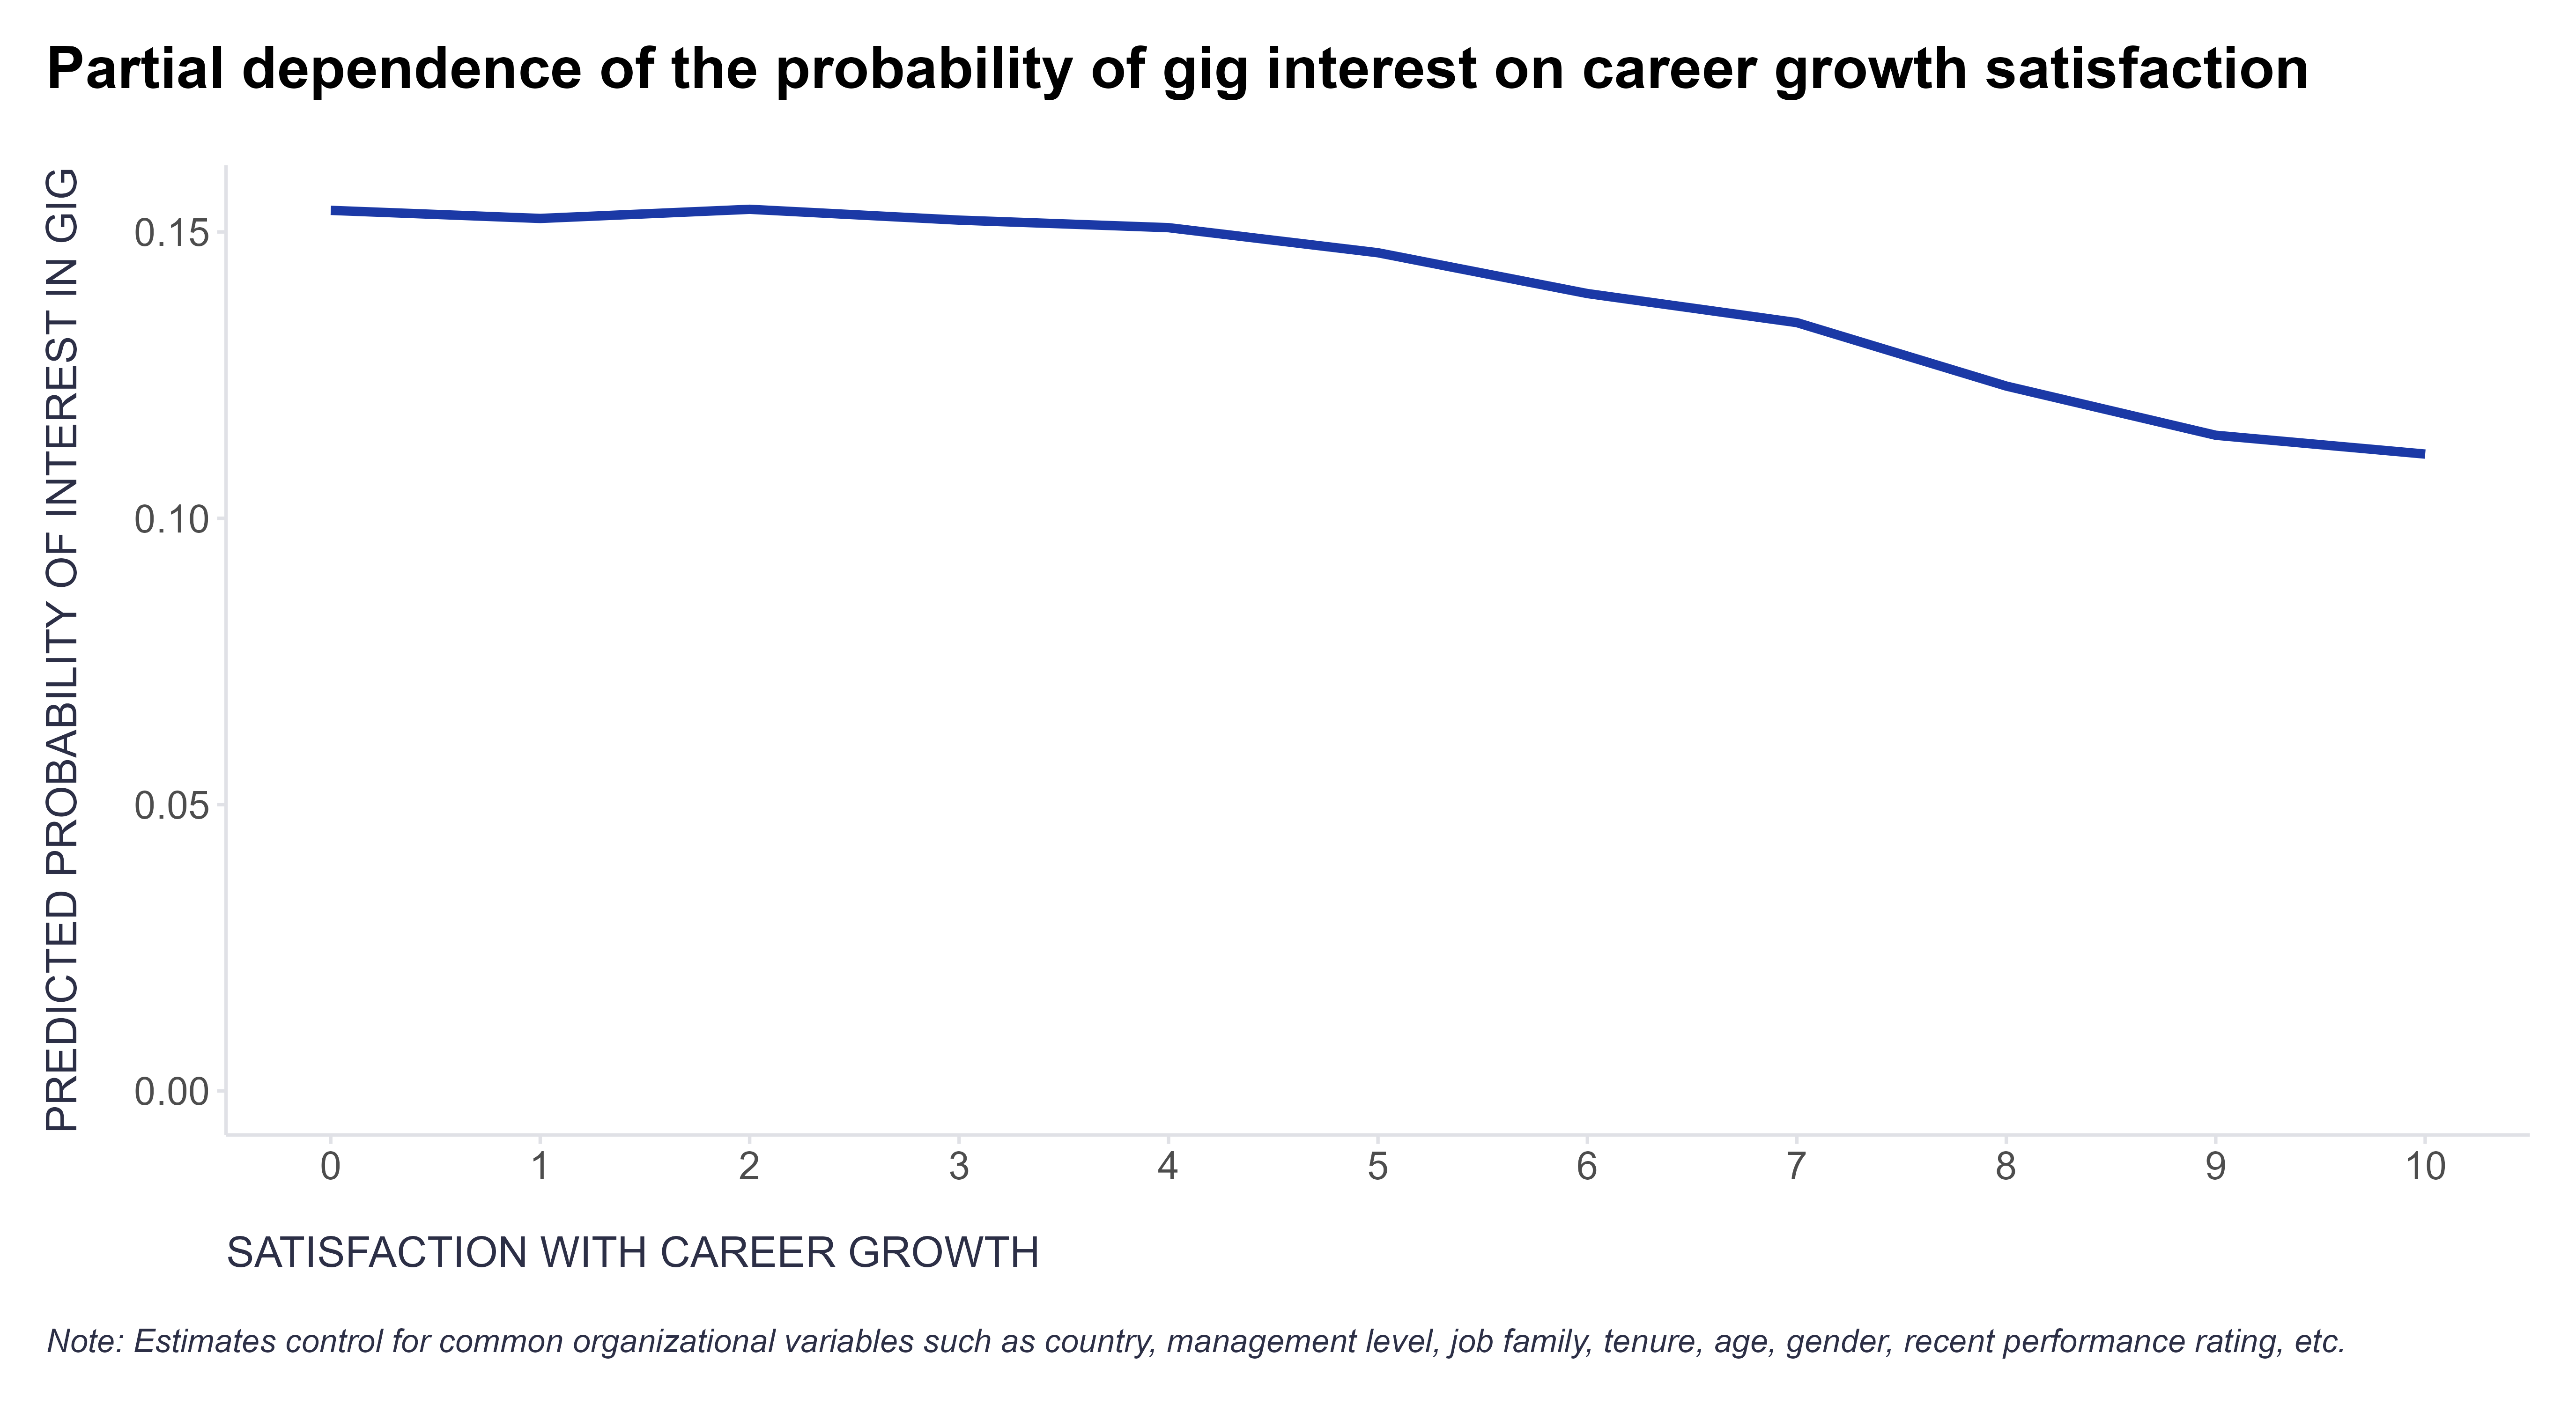 Partial dependence of the probability of gig interest on career growth satisfaction
PREDICTED PROBABILITY OF INTEREST IN GIG
0.15
0.10
0.05
0.00
0 1 2 3 4 5 6 7 8 9 10
SATISFACTION WITH CAREER GROWTH
Note: Estimates control for common organizational variables such as country, management level, job family, tenure, age, gender, recent performance rating, etc.